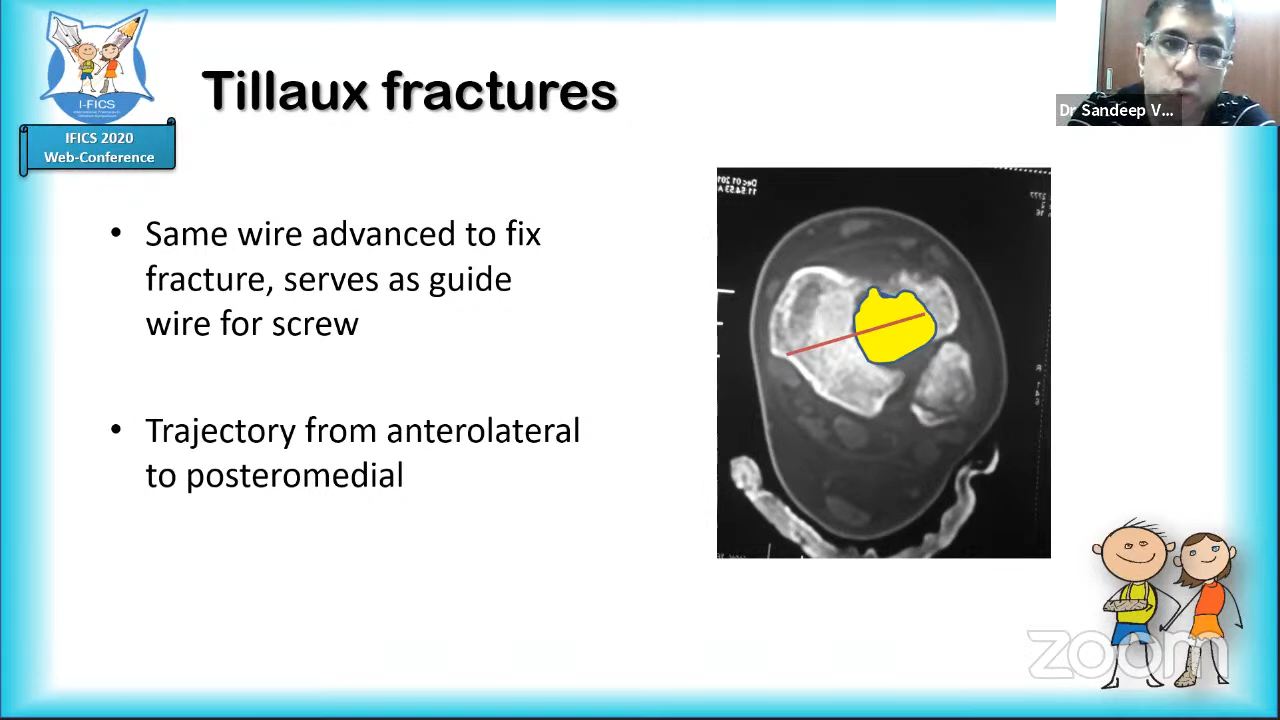 I-FICS
IFICS 2020
Web-Conference
Tillaux fractures
Dr Sandeep V...
• Same wire advanced to fix
fracture, serves as guide
wire for screw
• Trajectory from anterolateral
to posteromedial
zoom